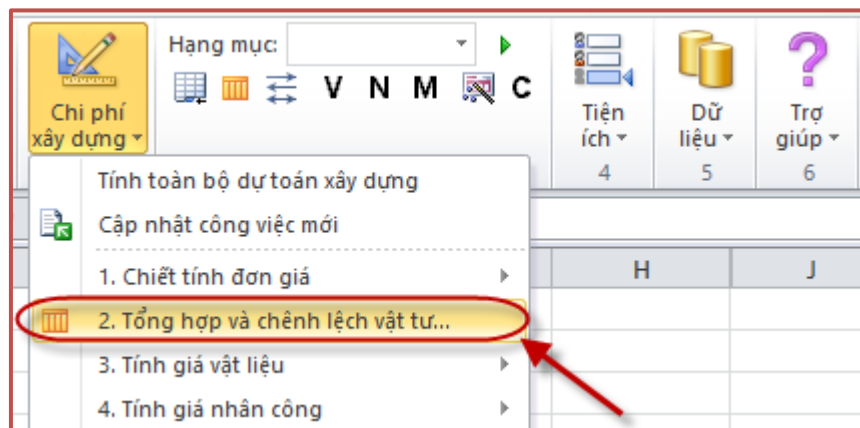 Hạng mục:
V N M C
Chi phí
xây dựng
Tiện
ích
Dữ
liệu
Trợ
giúp
4 5 6
Tính toàn bộ dự toán xây dựng
Cập nhật công việc mới
H J
1. Chiết tính đơn giá
2. Tổng hợp và chênh lệch vật tư...
3. Tính giá vật liệu
4. Tính giá nhân công